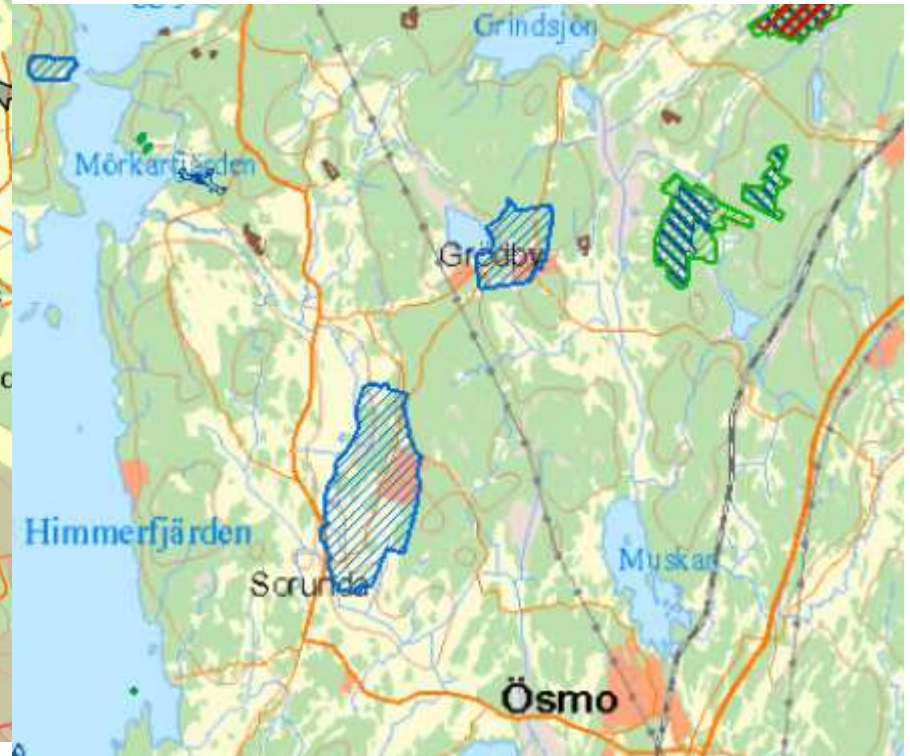 Grindsjön
Mörkarfjärden
Grödby
Himmerfjärden
Muskan
Sorunda
Ösmo